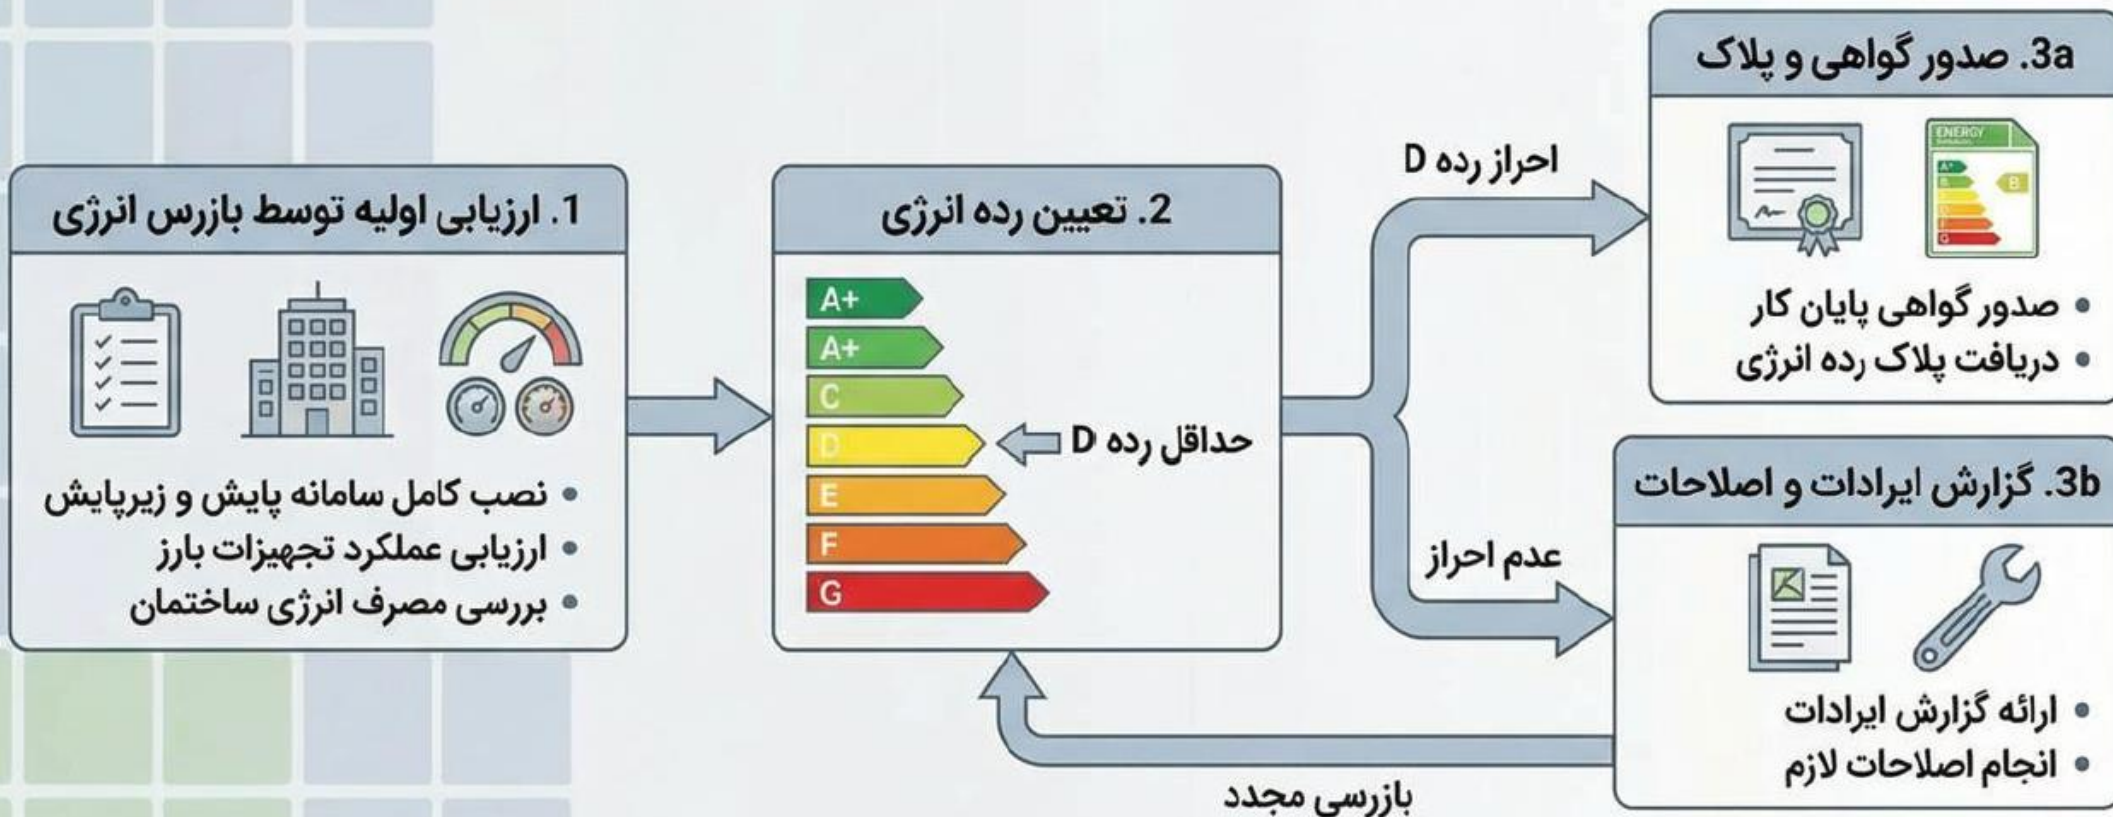 1. ارزیابی اولیه توسط بازرس انرژی
• نصب کامل سامانه پایش و زیرپایش
• ارزیابی عملکرد تجهیزات بارز
• بررسی مصرف انرژی ساختمان
2. تعیین رده انرژی
A+
A+
C
D
حداقل رده D
E
F
G
احراز رده D
عدم احراز
3a. صدور گواهی و پلاک
ENERGY
A+
B
G
• صدور گواهی پایان کار
• دریافت پلاک رده انرژی
3b. گزارش ایرادات و اصلاحات
• ارائه گزارش ایرادات
• انجام اصلاحات لازم
بازرسی مجدد